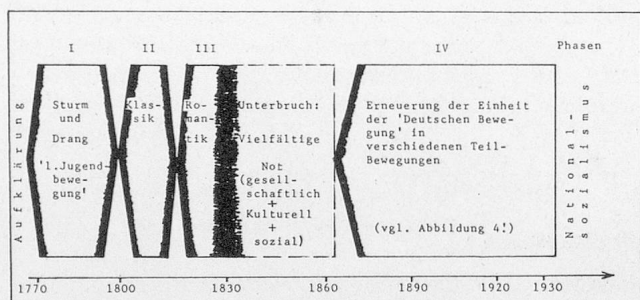 I II III IV Phasen
Aufklärung
Sturm
und
Drang
'1.Jugend-
bewe-
gung'
Klas-
sik
Ro-
man-
tik
Unterbruch:
Vielfältige
Not
(gesell-
schaftlich
+
Kulturell
+
sozial)
Erneuerung der Einheit
der 'Deutschen Bewe-
gung' in
verschiedenen Teil-
Bewegungen
(vgl. Abbildung 4!)
National-
sozialismus
1770 1800 1830 1860 1890 1920 1930